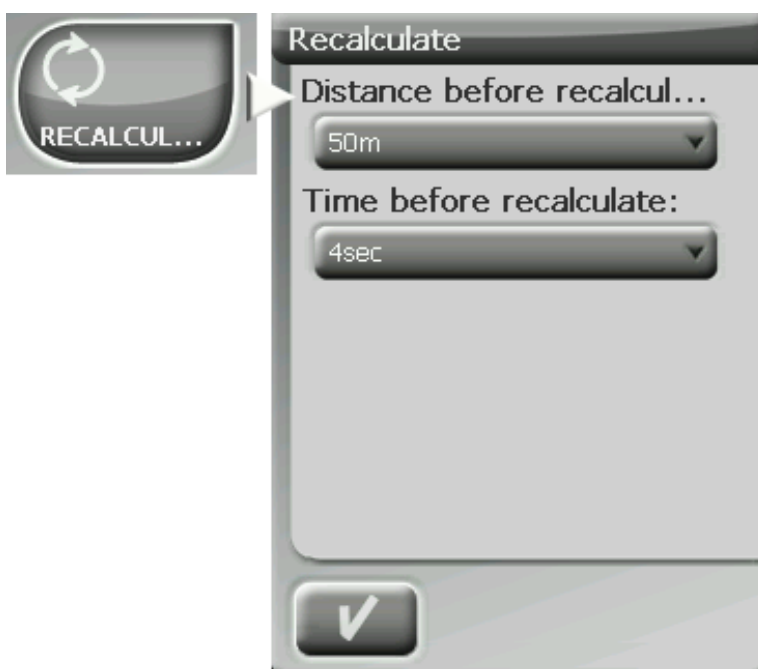 RECALCUL...
Recalculate
Distance before recalcul...
50m
Time before recalculate:
4sec